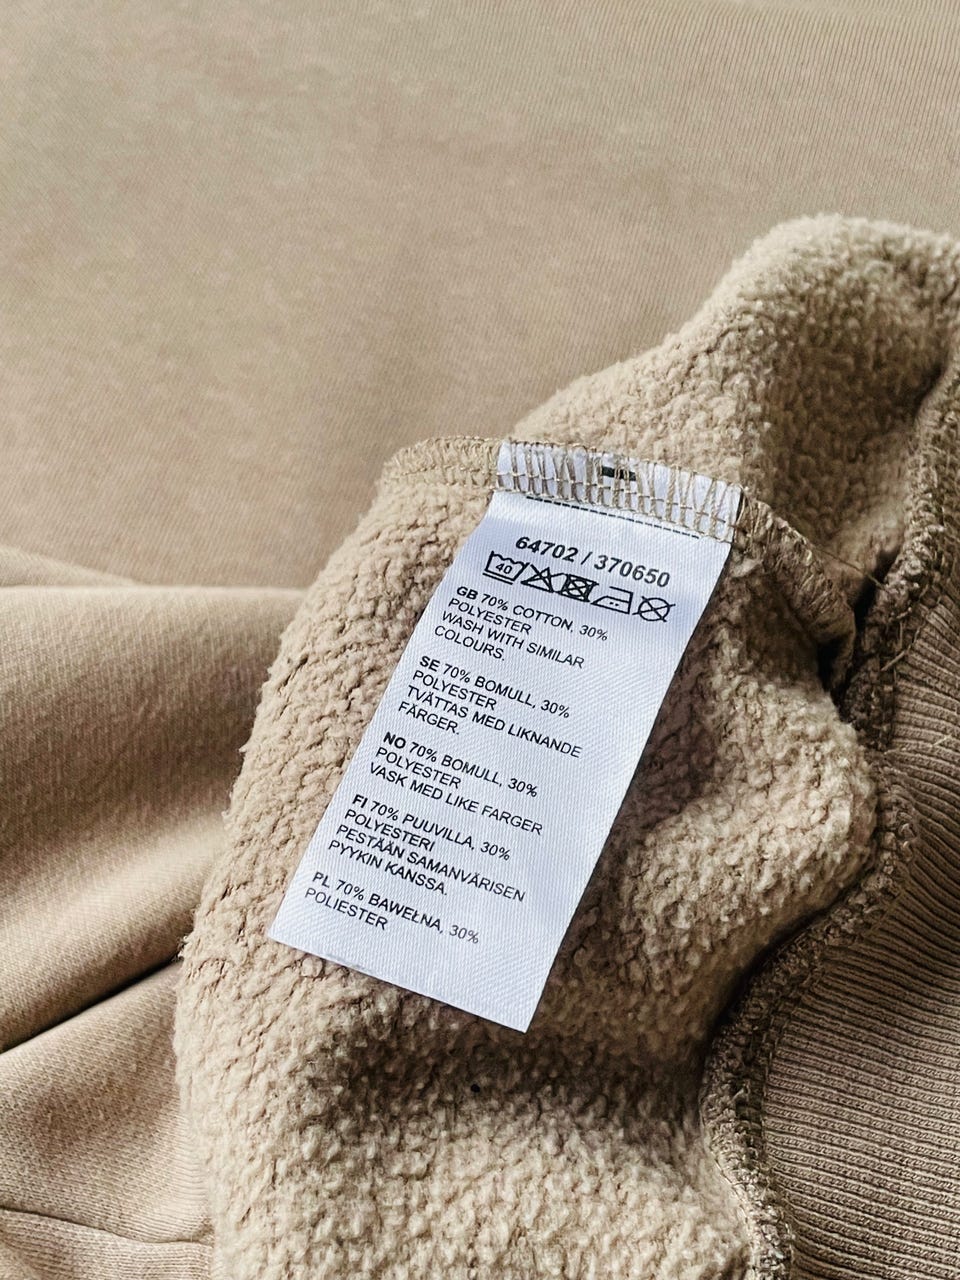 64702 / 370650
40
GB 70% COTTON, 30%
POLYESTER
WASH WITH SIMILAR
COLOURS.
SE 70% BOMULL, 30%
POLYESTER
TVÄTTAS MED LIKNANDE
FÄRGER.
NO 70% BOMULL, 30%
POLYESTER
VASK MED LIKE FARGER
FI 70% PUUVILLA, 30%
POLYESTERI
PESTÄÄN SAMANVÄRISEN
PYYKIN KANSSA.
PL 70% BAWEŁNA, 30%
POLIESTER